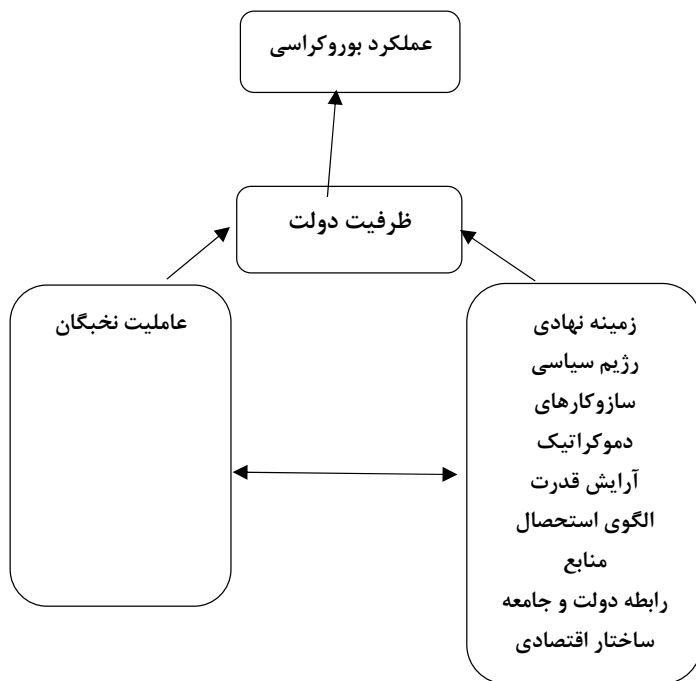 عملکرد بوروکراسی
ظرفیت دولت
زمینه نهادی
رژیم سیاسی
سازوکارهای
دموکراتیک
آرایش قدرت
الگوی استحصال
منابع
رابطه دولت و جامعه
ساختار اقتصادی
عاملیت نخبگان